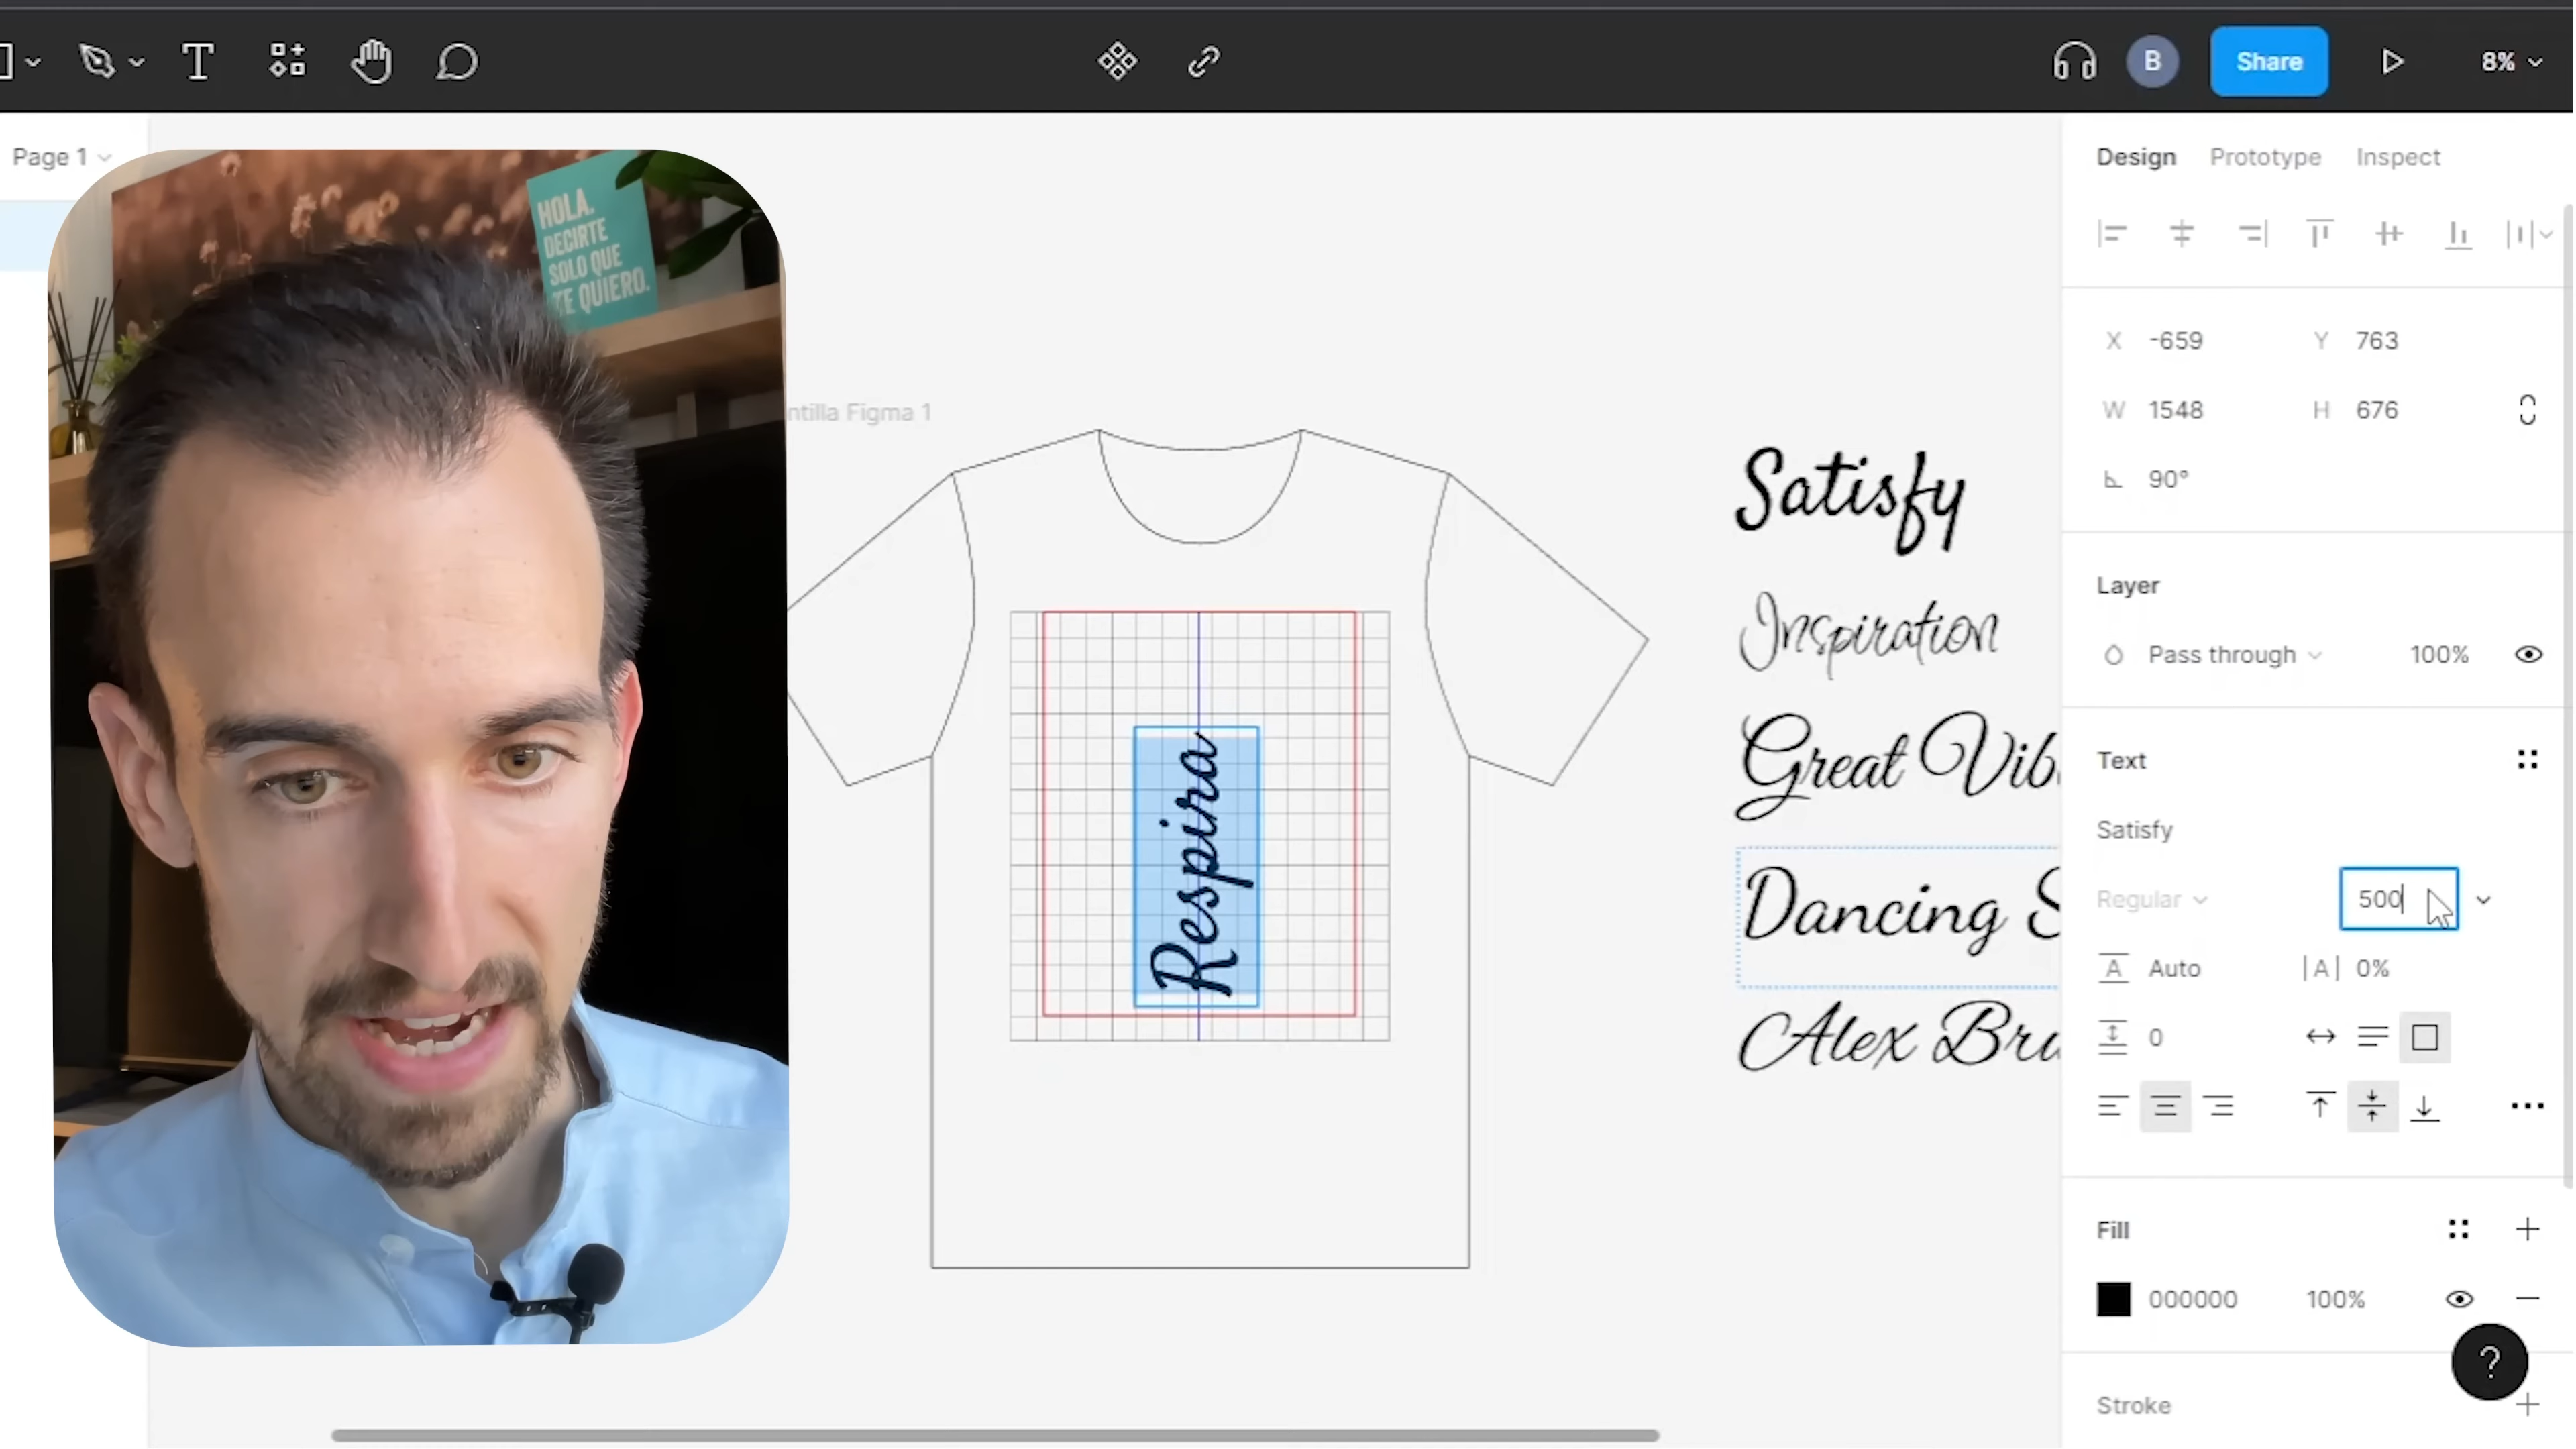 B
Share
8%
Page 1
HOLA.
DECIRTE
SOLO QUE
TE QUIERO.
ntilla Figma 1
Respira
Satisfy
Inspiration
Great Vib
Dancing S
Alex Bru
Design Prototype Inspect
X -659 Y 763
W 1548 H 676
90°
Layer
Pass through 100%
Text
Satisfy
Regular 500
A Auto |A| 0%
0
Fill
000000 100%
?
Stroke